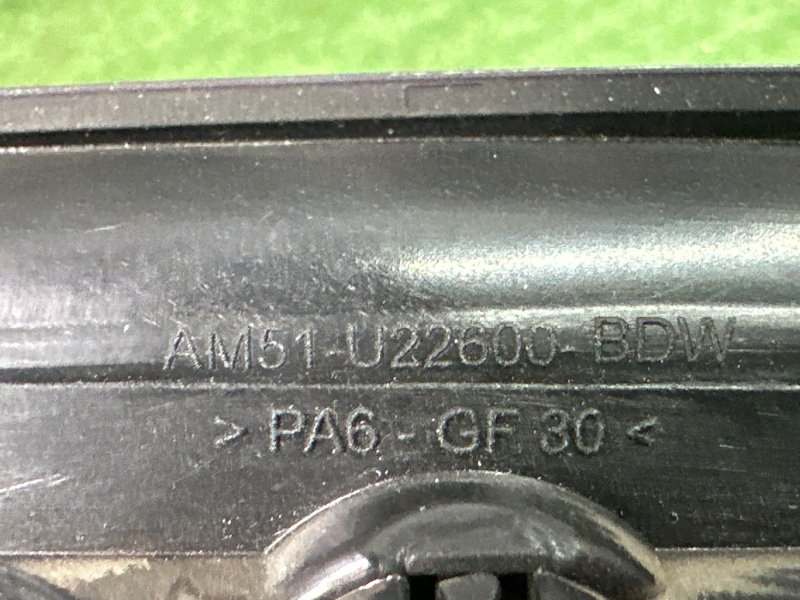 AM51-U22600-BDW
> PA6 - GF 30 <